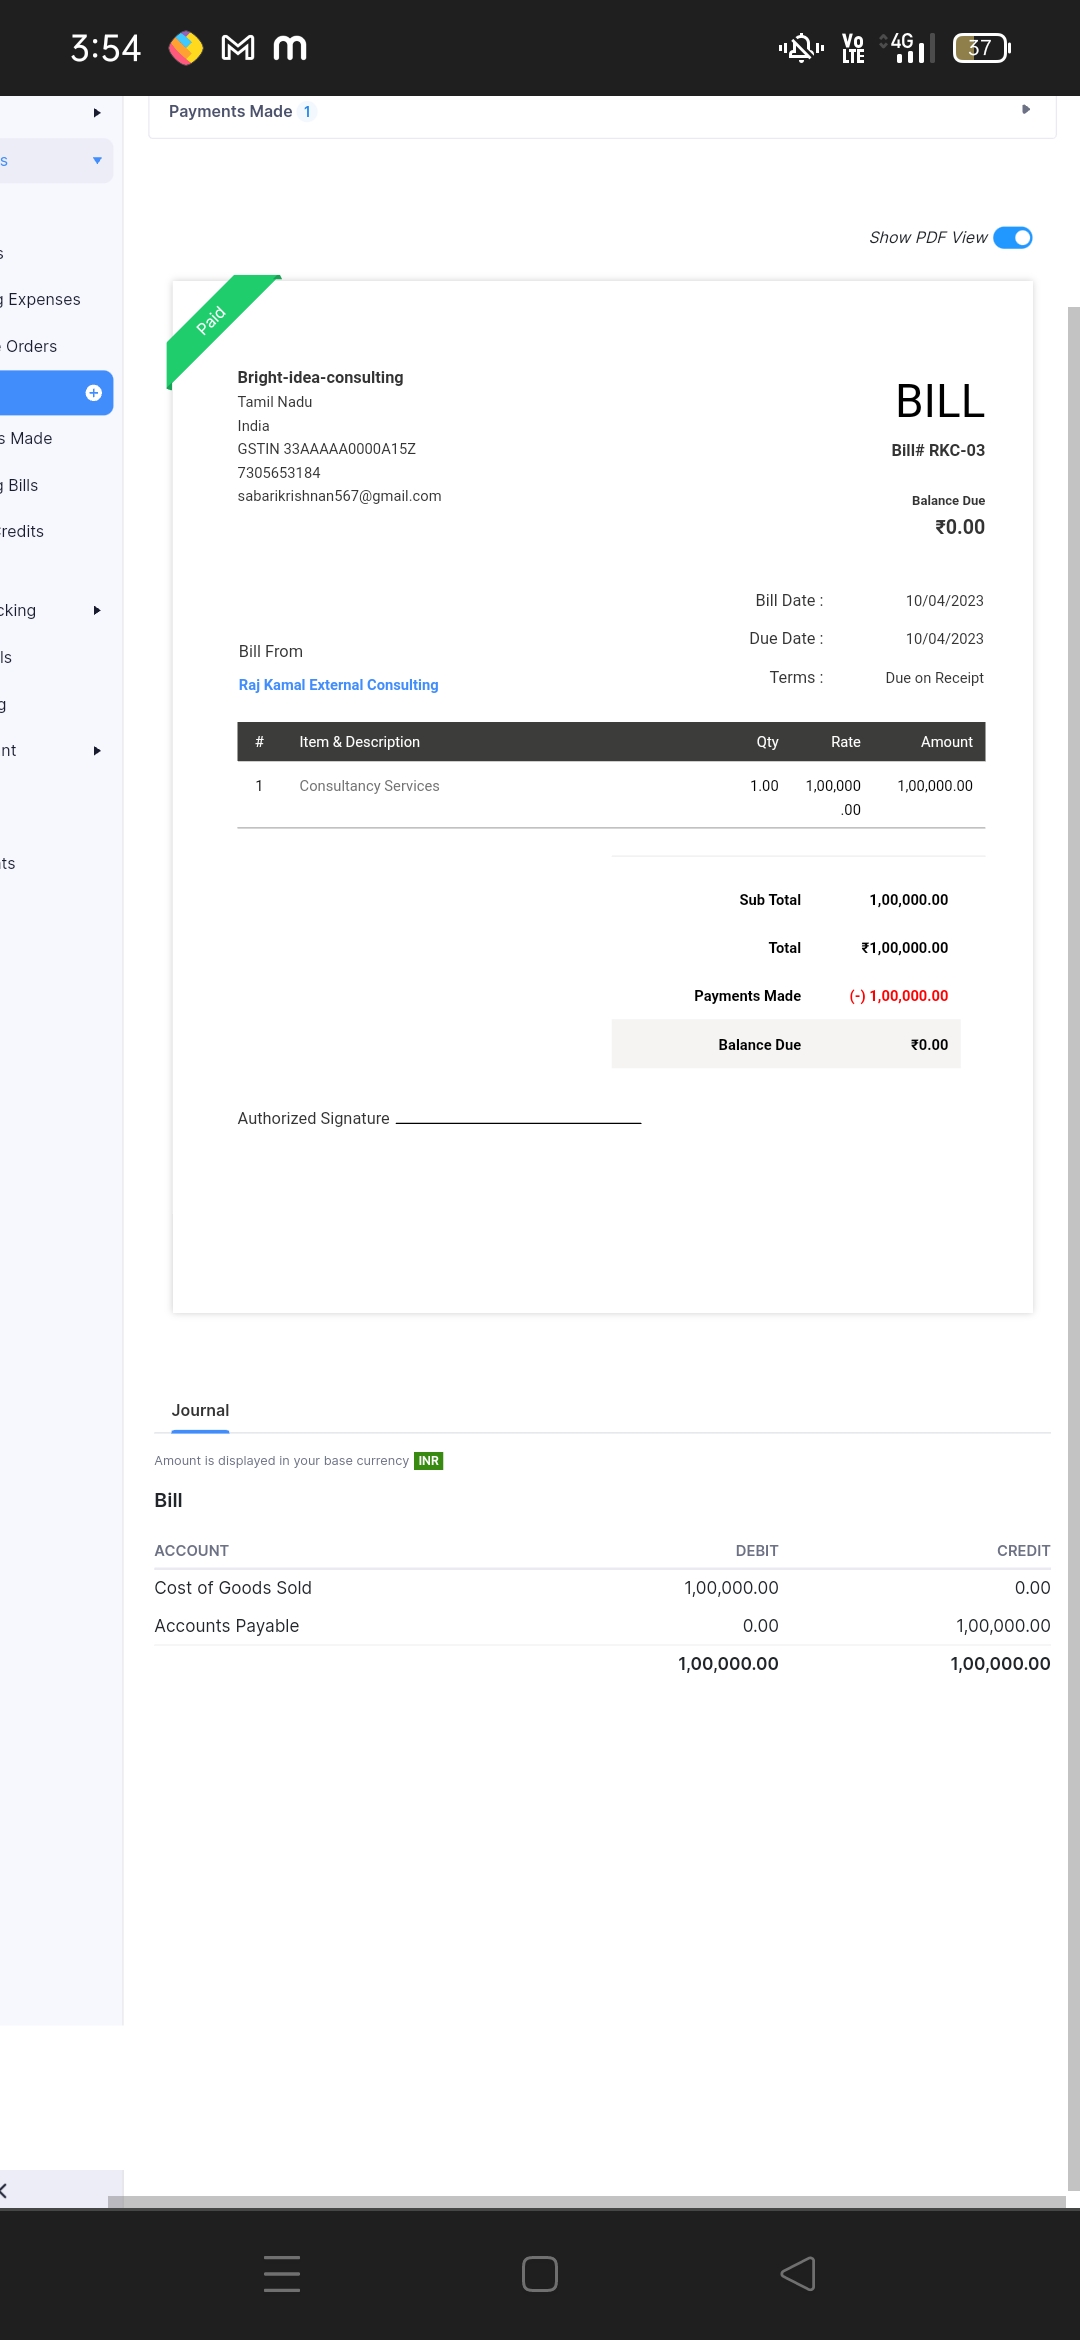 3:54
Vo
LTE
4G
37
Payments Made 1
s
Show PDF View
s
g Expenses
Orders
s Made
g Bills
redits
cking
ls
g
nt
ts
Paid
Bright-idea-consulting
Tamil Nadu
India
GSTIN 33AAAAA0000A15Z
7305653184
sabarikrishnan567@gmail.com
BILL
Bill# RKC-03
Balance Due
₹0.00
Bill Date : 10/04/2023
Due Date : 10/04/2023
Terms : Due on Receipt
Bill From
Raj Kamal External Consulting
# Item & Description Qty Rate Amount
1 Consultancy Services 1.00 1,00,000 1,00,000.00
.00
Sub Total 1,00,000.00
Total ₹1,00,000.00
Payments Made (-) 1,00,000.00
Balance Due ₹0.00
Authorized Signature
Journal
Amount is displayed in your base currency INR
Bill
ACCOUNT DEBIT CREDIT
Cost of Goods Sold 1,00,000.00 0.00
Accounts Payable 0.00 1,00,000.00
1,00,000.00 1,00,000.00